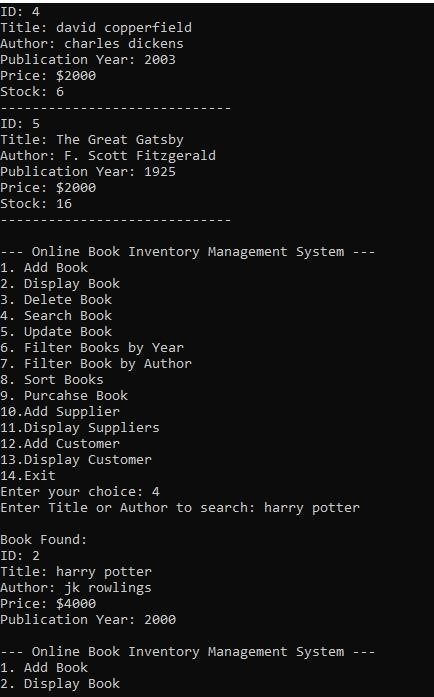 ID: 4
Title: david copperfield
Author: charles dickens
Publication Year: 2003
Price: $2000
Stock: 6
-----------------------------
ID: 5
Title: The Great Gatsby
Author: F. Scott Fitzgerald
Publication Year: 1925
Price: $2000
Stock: 16
-----------------------------
--- Online Book Inventory Management System ---
1. Add Book
2. Display Book
3. Delete Book
4. Search Book
5. Update Book
6. Filter Books by Year
7. Filter Book by Author
8. Sort Books
9. Purcahse Book
10.Add Supplier
11.Display Suppliers
12.Add Customer
13.Display Customer
14.Exit
Enter your choice: 4
Enter Title or Author to search: harry potter
Book Found:
ID: 2
Title: harry potter
Author: jk rowlings
Price: $4000
Publication Year: 2000
--- Online Book Inventory Management System ---
1. Add Book
2. Display Book